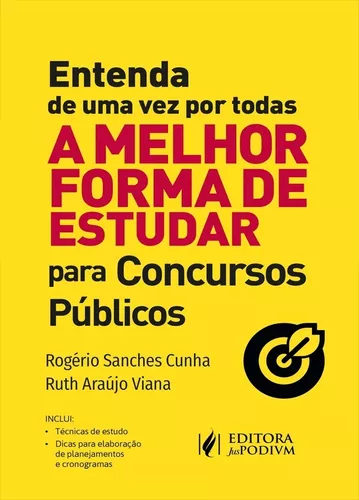 Entenda
de uma vez por todas
A MELHOR
FORMA DE
ESTUDAR
para Concursos
Públicos
Rogério Sanches Cunha
Ruth Araújo Viana
INCLUI:
• Técnicas de estudo
• Dicas para elaboração
de planejamentos
e cronogramas
EDITORA
JusPODIVM